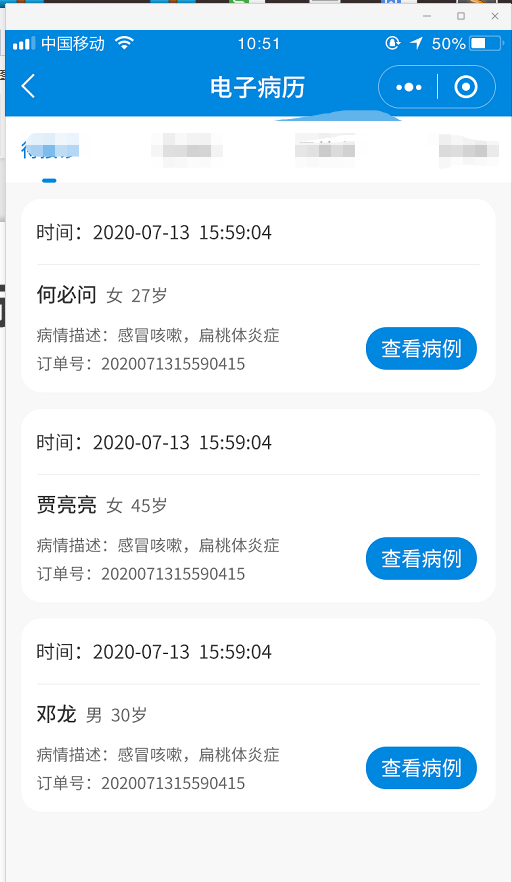 中国移动
10:51
50%
电子病历
时间：2020-07-13 15:59:04
何必问 女 27岁
病情描述：感冒咳嗽，扁桃体炎症
订单号：2020071315590415
查看病例
时间：2020-07-13 15:59:04
贾亮亮 女 45岁
病情描述：感冒咳嗽，扁桃体炎症
订单号：2020071315590415
查看病例
时间：2020-07-13 15:59:04
邓龙 男 30岁
病情描述：感冒咳嗽，扁桃体炎症
订单号：2020071315590415
查看病例